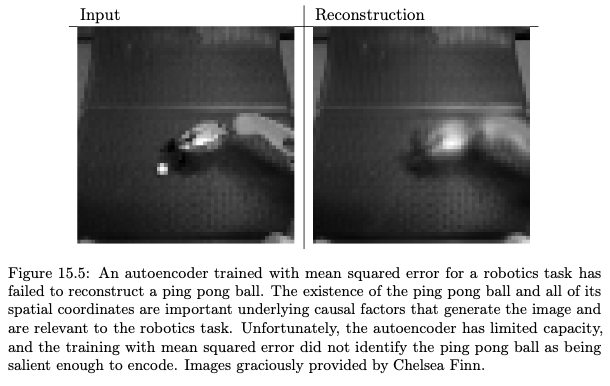 Input Reconstruction
Figure 15.5: An autoencoder trained with mean squared error for a robotics task has
failed to reconstruct a ping pong ball. The existence of the ping pong ball and all of its
spatial coordinates are important underlying causal factors that generate the image and
are relevant to the robotics task. Unfortunately, the autoencoder has limited capacity,
and the training with mean squared error did not identify the ping pong ball as being
salient enough to encode. Images graciously provided by Chelsea Finn.